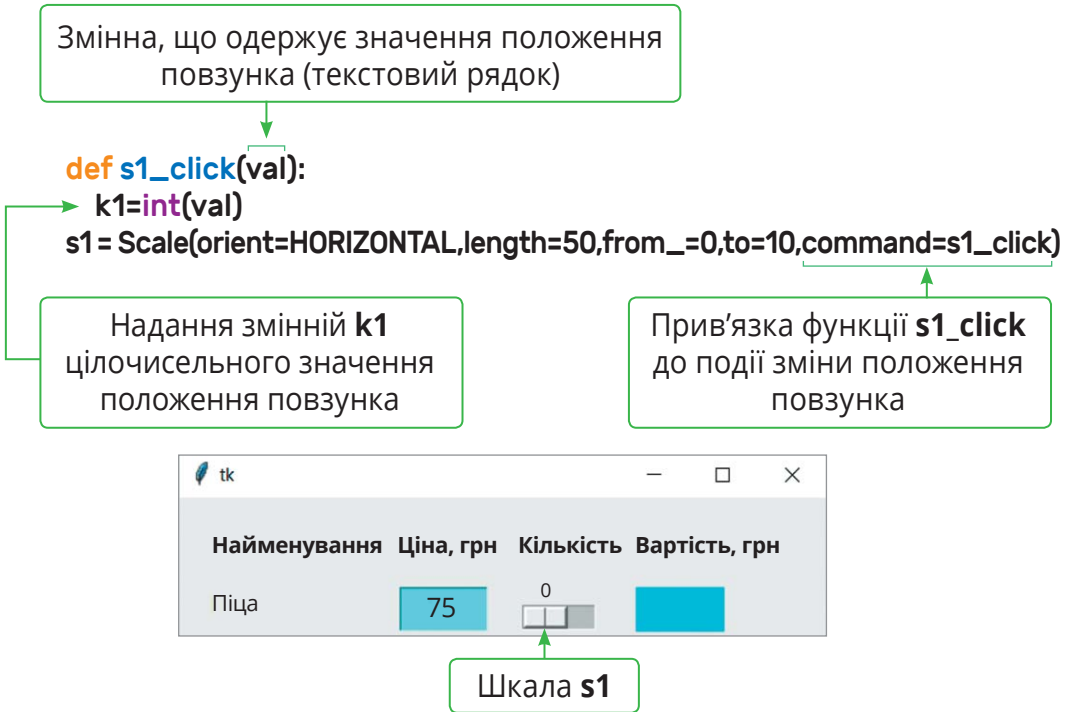 Змінна, що одержує значення положення
повзунка (текстовий рядок)
def s1_click(val):
k1=int(val)
s1 = Scale(orient=HORIZONTAL,length=50,from_=0,to=10,command=s1_click)
Надання змінній k1
цілочисельного значення
положення повзунка
Прив'язка функції s1_click
до події зміни положення
повзунка
tk
Найменування Ціна, грн Кількість Вартість, грн
Піца 75 0
Шкала s1